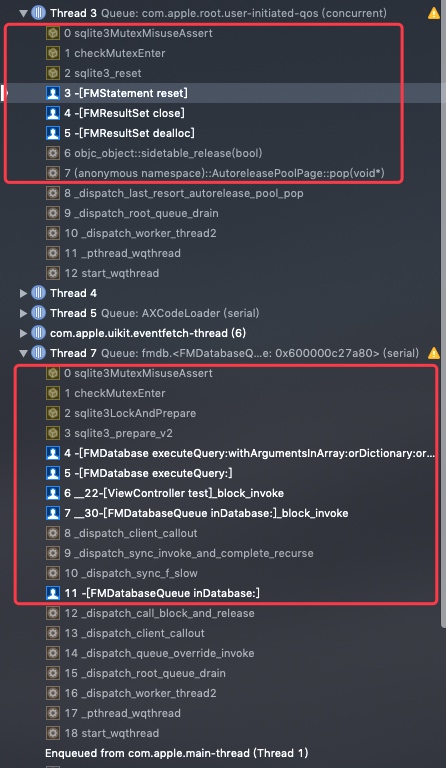 Thread 3 Queue: com.apple.root.user-initiated-qos (concurrent)
0 sqlite3MutexMisuseAssert
1 checkMutexEnter
2 sqlite3_reset
3 -[FMStatement reset]
4 -[FMResultSet close]
5 -[FMResultSet dealloc]
6 objc_object::sidetable_release(bool)
7 (anonymous namespace)::AutoreleasePoolPage::pop(void*)
8 _dispatch_last_resort_autorelease_pool_pop
9 _dispatch_root_queue_drain
10 _dispatch_worker_thread2
11 _pthread_wqthread
12 start_wqthread
Thread 4
Thread 5 Queue: AXCodeLoader (serial)
com.apple.uikit.eventfetch-thread (6)
Thread 7 Queue: fmdb.<FMDatabaseQ...e: 0x600000c27a80> (serial)
0 sqlite3MutexMisuseAssert
1 checkMutexEnter
2 sqlite3LockAndPrepare
3 sqlite3_prepare_v2
4 -[FMDatabase executeQuery:withArgumentsInArray:orDictionary:or...
5 -[FMDatabase executeQuery:]
6 __22-[ViewController test]_block_invoke
7 __30-[FMDatabaseQueue inDatabase:]_block_invoke
8 _dispatch_client_callout
9 _dispatch_sync_invoke_and_complete_recurse
10 _dispatch_sync_f_slow
11 -[FMDatabaseQueue inDatabase:]
12 _dispatch_call_block_and_release
13 _dispatch_client_callout
14 _dispatch_queue_override_invoke
15 _dispatch_root_queue_drain
16 _dispatch_worker_thread2
17 _pthread_wqthread
18 start_wqthread
Enqueued from com.apple.main-thread (Thread 1)